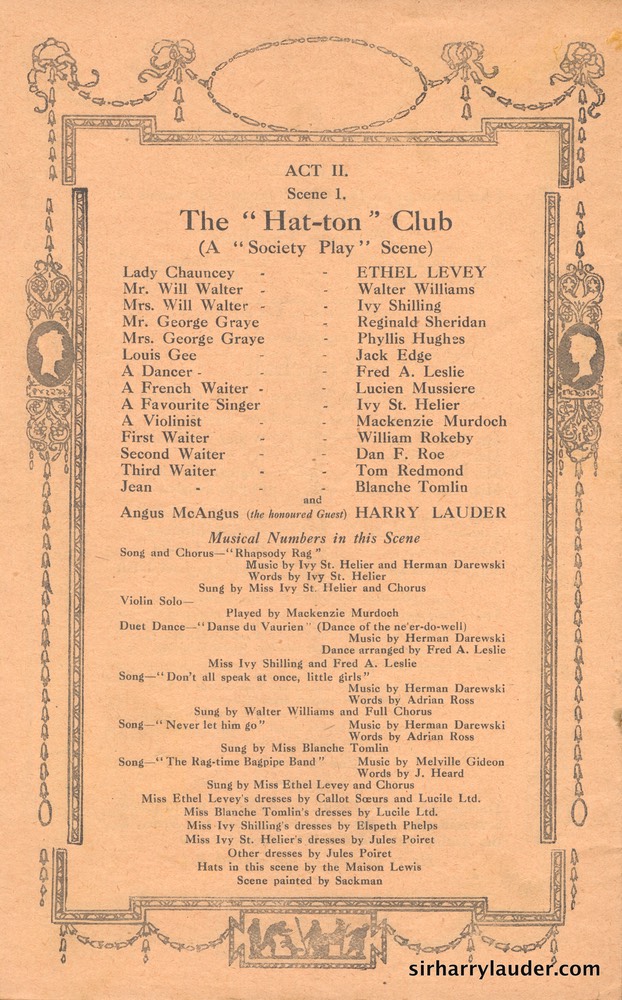 ACT II.
Scene 1.
The "Hat-ton" Club
(A "Society Play" Scene)
Lady Chauncey - - ETHEL LEVEY
Mr. Will Walter - - Walter Williams
Mrs. Will Walter - - Ivy Shilling
Mr. George Graye - Reginald Sheridan
Mrs. George Graye - Phyllis Hughes
Louis Gee - - Jack Edge
A Dancer - - - Fred A. Leslie
A French Waiter - - Lucien Mussiere
A Favourite Singer - Ivy St. Helier
A Violinist - - Mackenzie Murdoch
First Waiter - - William Rokeby
Second Waiter - - Dan F. Roe
Third Waiter - - Tom Redmond
Jean - - - Blanche Tomlin
and
Angus McAngus (the honoured Guest) HARRY LAUDER
Musical Numbers in this Scene
Song and Chorus—"Rhapsody Rag"
Music by Ivy St. Helier and Herman Darewski
Words by Ivy St. Helier
Sung by Miss Ivy St. Helier and Chorus
Violin Solo—
Played by Mackenzie Murdoch
Duet Dance—"Danse du Vaurien" (Dance of the ne'er-do-well)
Music by Herman Darewski
Dance arranged by Fred A. Leslie
Miss Ivy Shilling and Fred A. Leslie
Song—"Don't all speak at once, little girls"
Music by Herman Darewski
Words by Adrian Ross
Sung by Walter Williams and Full Chorus
Song—"Never let him go" Music by Herman Darewski
Words by Adrian Ross
Sung by Miss Blanche Tomlin
Song—"The Rag-time Bagpipe Band" Music by Melville Gideon
Words by J. Heard
Sung by Miss Ethel Levey and Chorus
Miss Ethel Levey's dresses by Callot Sœurs and Lucile Ltd.
Miss Blanche Tomlin's dresses by Lucile Ltd.
Miss Ivy Shilling's dresses by Elspeth Phelps
Miss Ivy St. Helier's dresses by Jules Poiret
Other dresses by Jules Poiret
Hats in this scene by the Maison Lewis
Scene painted by Sackman
sirharrylauder.com